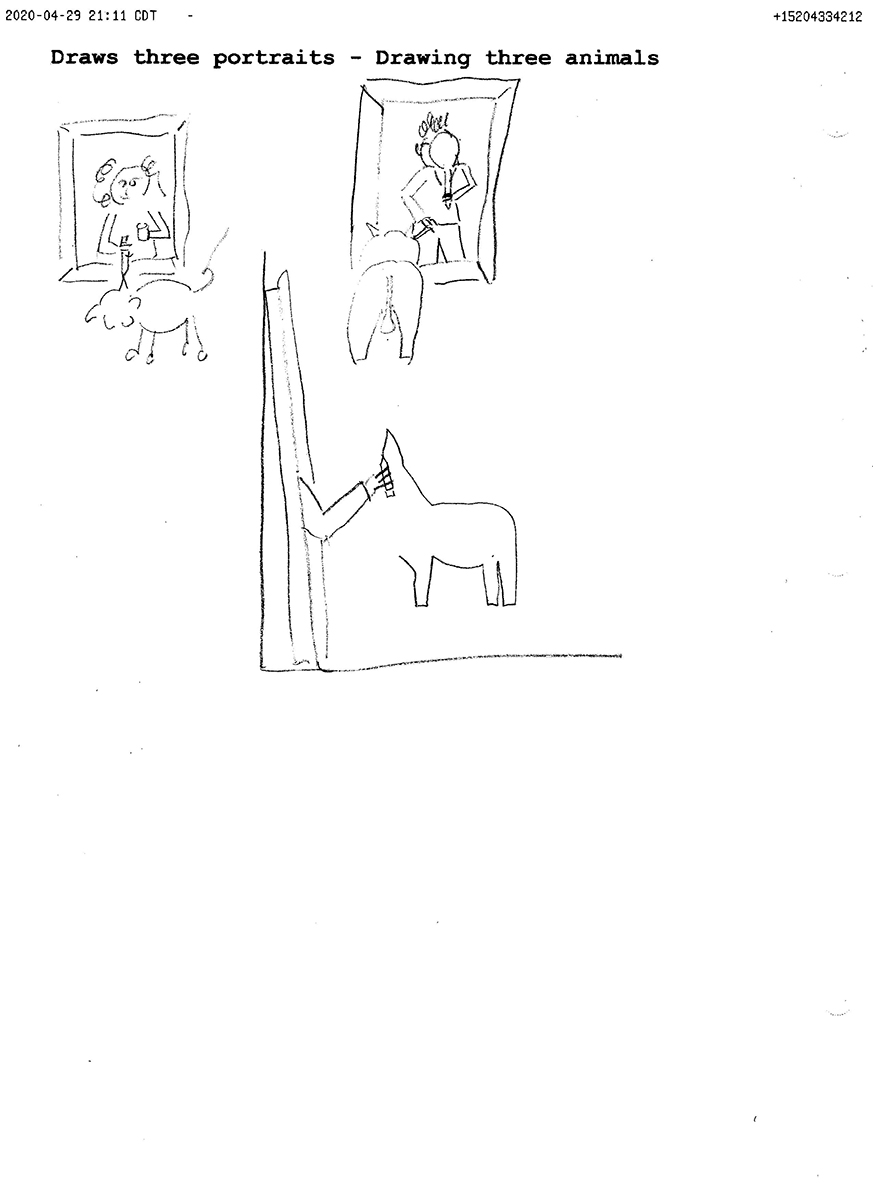 2020-04-29 21:11 CDT - +15204334212
Draws three portraits - Drawing three animals